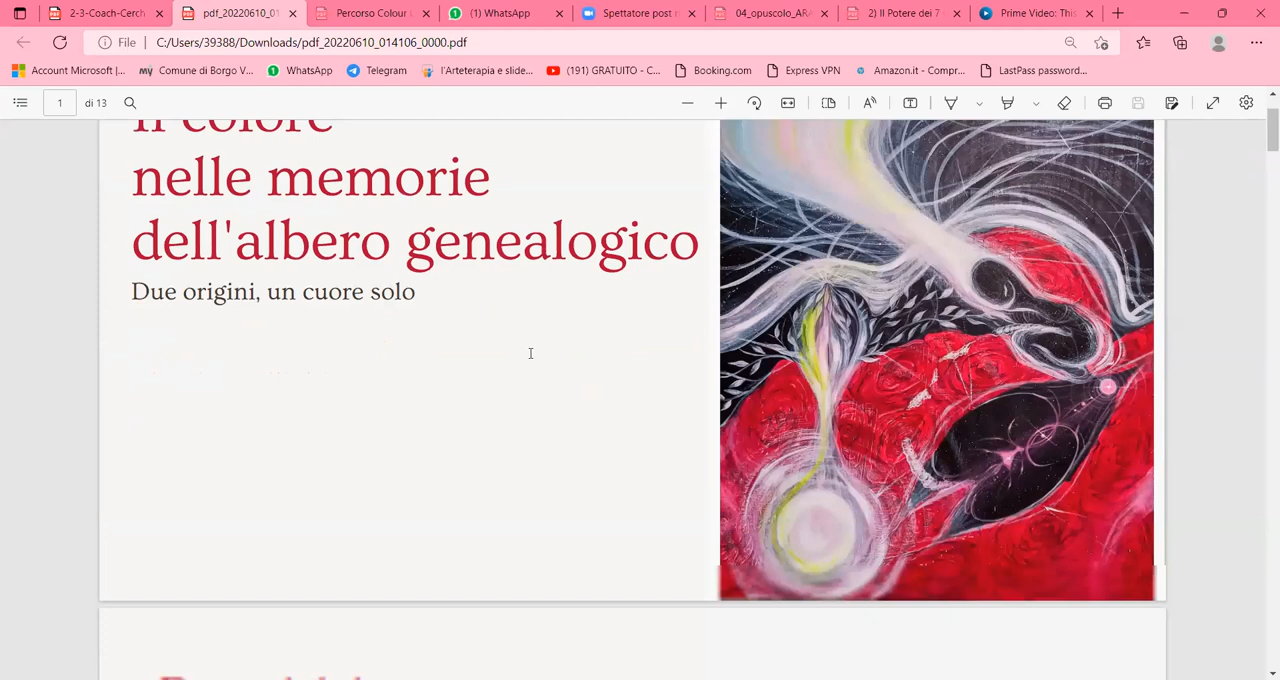 2-3-Coach-Cerch
pdf_20220610_01
Percorso Colour
(1) WhatsApp
Spettatore post
04_opuscolo_AR
2) Il Potere dei 7
Prime Video: Thi
File
C:/Users/39388/Downloads/pdf_20220610_014106_0000.pdf
Account Microsoft |...
my Comune di Borgo V...
WhatsApp
Telegram
l'Arteterapia e slide...
(191) GRATUITO - C...
Booking.com
Express VPN
Amazon.it - Compr...
LastPass password...
1 di 13
Il colore
nelle memorie
dell'albero genealogico
Due origini, un cuore solo